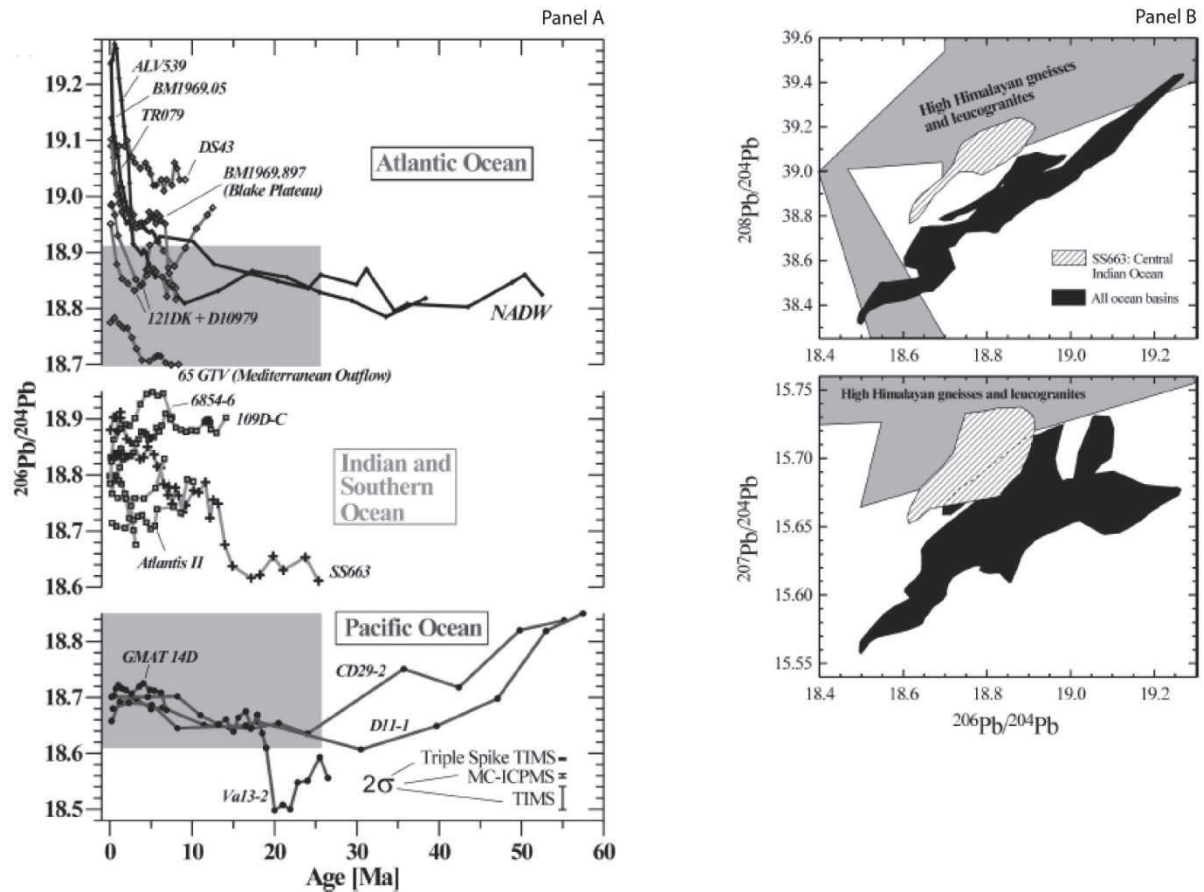 Panel A
19.2
19.1
19.0
18.9
18.8
18.7
ALV539
BM1969.05
TR079
DS43
BM1969.897
(Blake Plateau)
Atlantic Ocean
NADW
121DK + D10979
65 GTV (Mediterranean Outflow)
206Pb/204Pb
18.9
18.8
18.7
18.6
6854-6
109D-C
Indian and
Southern
Ocean
Atlantis II
SS663
18.8
18.7
18.6
18.5
Pacific Ocean
GMAT 14D
CD29-2
D11-1
Va13-2
2σ
Triple Spike TIMS
MC-ICPMS
TIMS
0 10 20 30 40 50 60
Age [Ma]
Panel B
39.6
39.4
39.2
39.0
38.8
38.6
38.4
208Pb/204Pb
High Himalayan gneisses
and leucogranites
SS663: Central
Indian Ocean
All ocean basins
18.4 18.6 18.8 19.0 19.2
15.75
15.70
15.65
15.60
15.55
207Pb/204Pb
High Himalayan gneisses and leucogranites
18.4 18.6 18.8 19.0 19.2
206Pb/204Pb